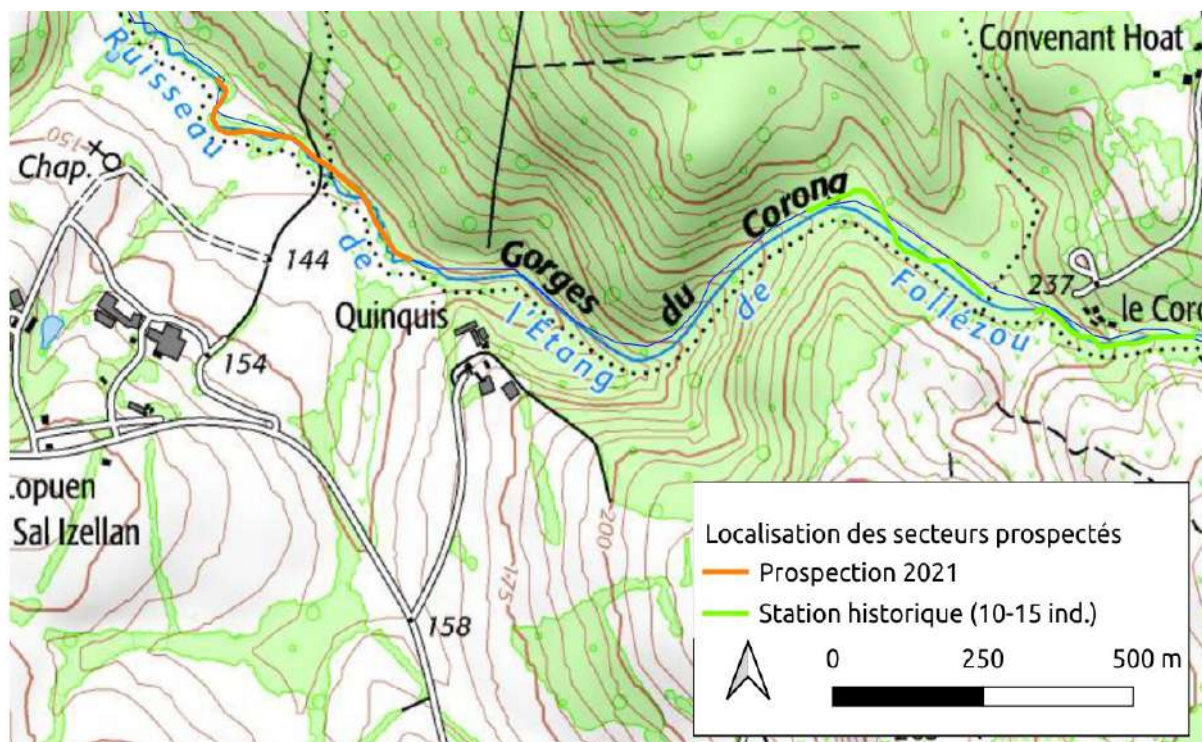 Convenant Hoat
Ruisseau
150
Chap.
144
de
Gorges
du
Corona
l'Étang
de
Follézou
237
le Coro
Quinquis
154
Lopuen
Sal Izellan
158
175
200
Localisation des secteurs prospectés
Prospection 2021
Station historique (10-15 ind.)
0 250 500 m